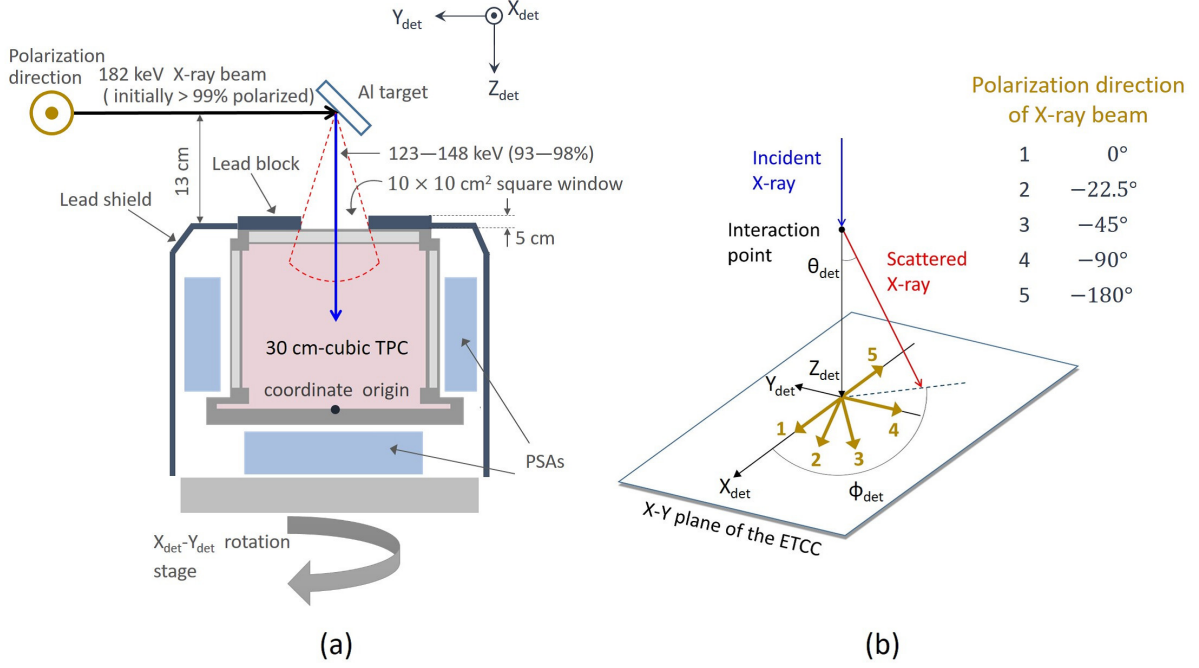 X_det
Y_det
Z_det
Polarization
direction
182 keV X-ray beam
( initially > 99% polarized)
Al target
13 cm
123—148 keV (93—98%)
Lead block
10 × 10 cm² square window
Lead shield
5 cm
30 cm-cubic TPC
coordinate origin
PSAs
X_det-Y_det rotation
stage
(a)
Polarization direction
of X-ray beam
1 0°
2 −22.5°
3 −45°
4 −90°
5 −180°
Incident
X-ray
Interaction
point
θ_det
Scattered
X-ray
Z_det
5
Y_det
1
2
3
4
X_det
ϕ_det
X-Y plane of the ETCC
(b)